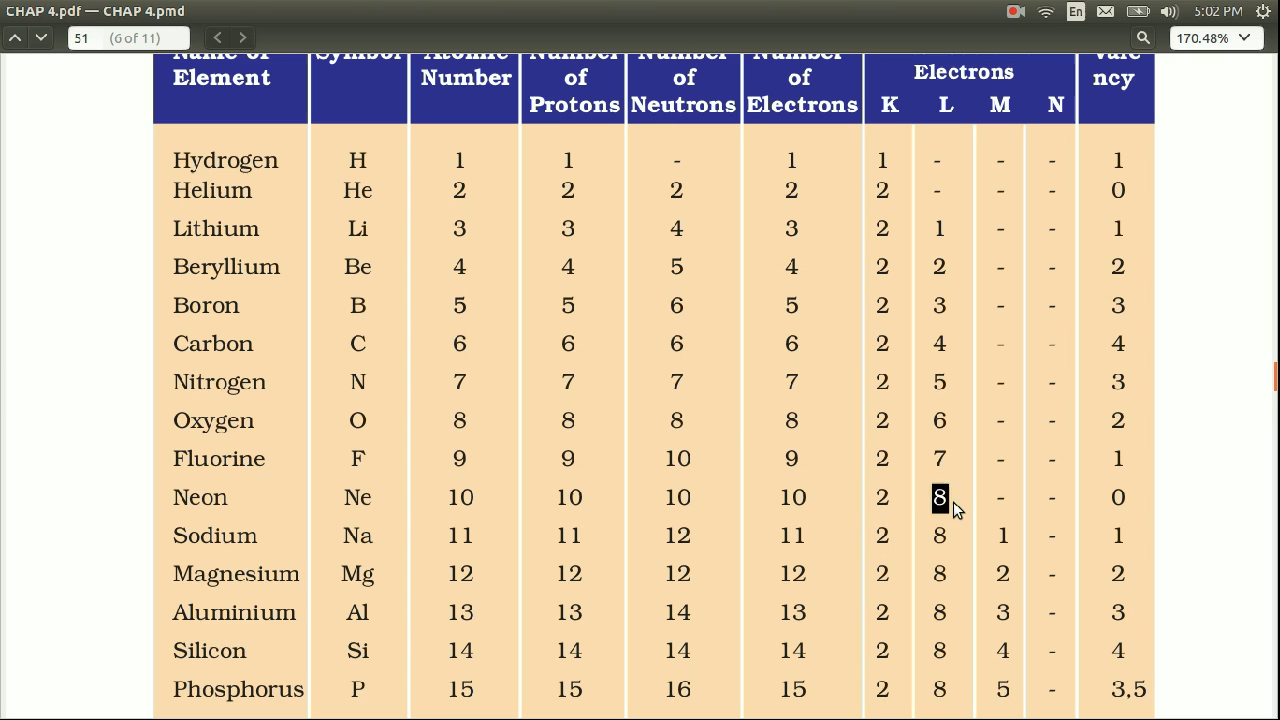 CHAP 4.pdf — CHAP 4.pmd En 5:02 PM
51 (6 of 11) 170.48%
Name of Symbol Atomic Number Number Number Vale
Element Number of of of Electrons ncy
Protons Neutrons Electrons K L M N
Hydrogen H 1 1 - 1 1 - - - 1
Helium He 2 2 2 2 2 - - - 0
Lithium Li 3 3 4 3 2 1 - - 1
Beryllium Be 4 4 5 4 2 2 - - 2
Boron B 5 5 6 5 2 3 - - 3
Carbon C 6 6 6 6 2 4 - - 4
Nitrogen N 7 7 7 7 2 5 - - 3
Oxygen O 8 8 8 8 2 6 - - 2
Fluorine F 9 9 10 9 2 7 - - 1
Neon Ne 10 10 10 10 2 8 - - 0
Sodium Na 11 11 12 11 2 8 1 - 1
Magnesium Mg 12 12 12 12 2 8 2 - 2
Aluminium Al 13 13 14 13 2 8 3 - 3
Silicon Si 14 14 14 14 2 8 4 - 4
Phosphorus P 15 15 16 15 2 8 5 - 3,5